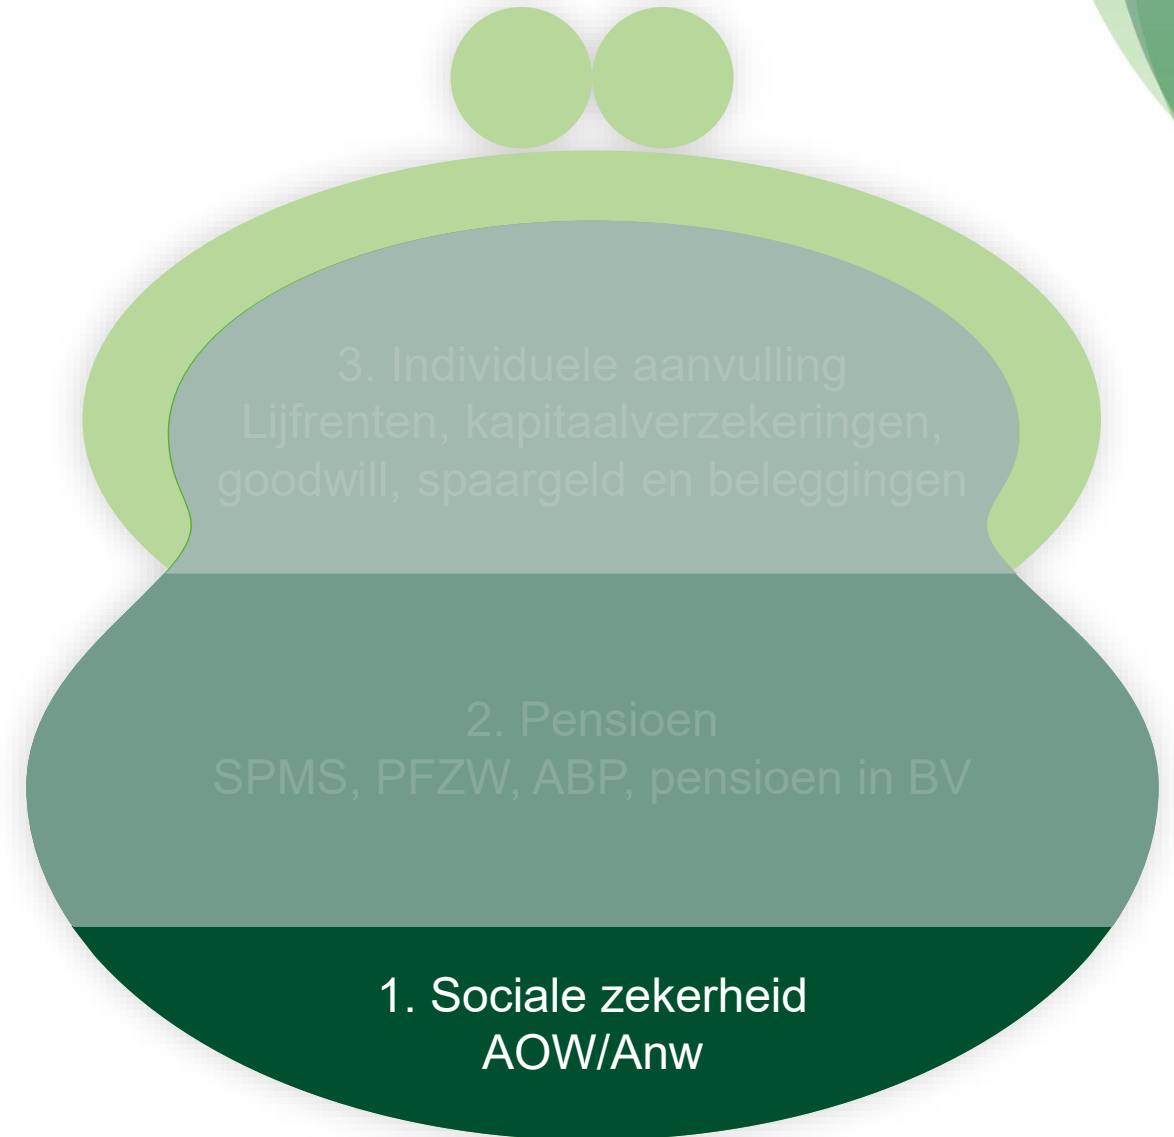 3. Individuele aanvulling
Lijfrenten, kapitaalverzekeringen,
goodwill, spaargeld en beleggingen
2. Pensioen
SPMS, PFZW, ABP, pensioen in BV
1. Sociale zekerheid
AOW/Anw